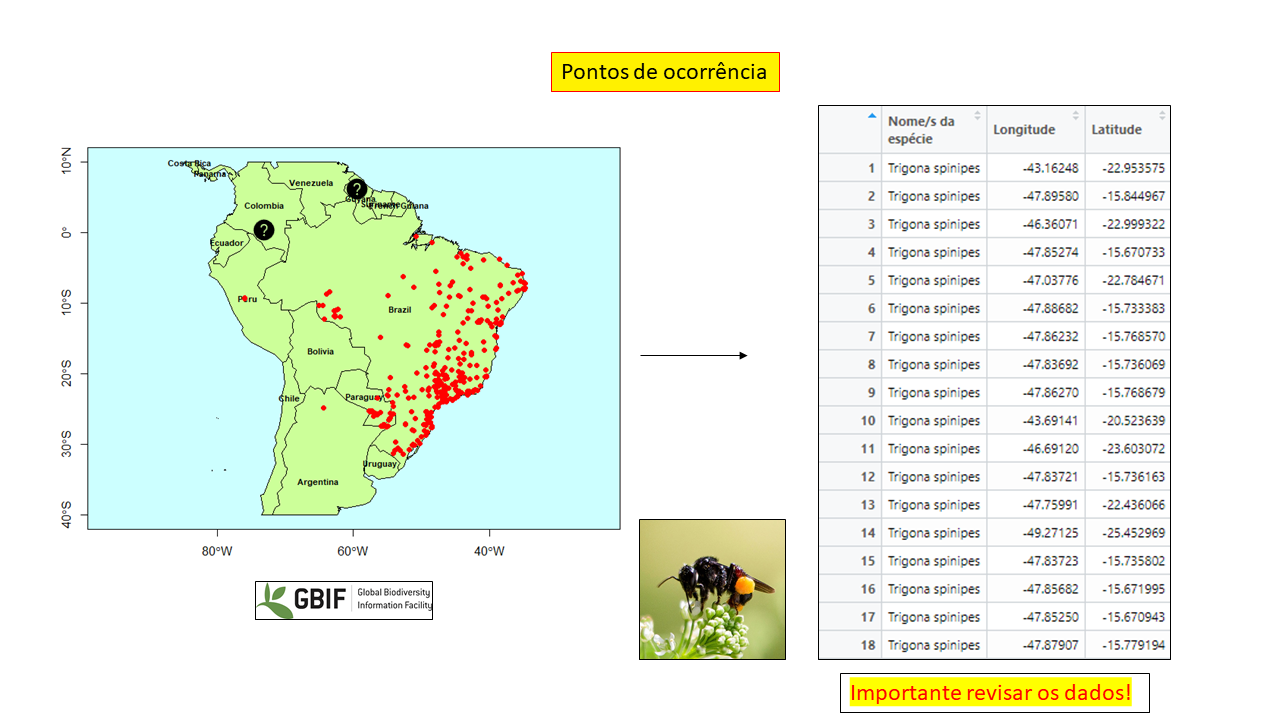 Pontos de ocorrência
10°N
0°
10°S
20°S
30°S
40°S
80°W
60°W
40°W
Costa Rica
Panama
Venezuela
Guyana
Suriname
French Guiana
Colombia
Ecuador
Peru
Brazil
Bolivia
Chile
Paraguay
Uruguay
Argentina
?
?
GBIF
Global Biodiversity
Information Facility
Nome/s da espécie Longitude Latitude
1 Trigona spinipes -43.16248 -22.953575
2 Trigona spinipes -47.89580 -15.844967
3 Trigona spinipes -46.36071 -22.999322
4 Trigona spinipes -47.85274 -15.670733
5 Trigona spinipes -47.03776 -22.784671
6 Trigona spinipes -47.88682 -15.733383
7 Trigona spinipes -47.86232 -15.768570
8 Trigona spinipes -47.83692 -15.736069
9 Trigona spinipes -47.86270 -15.768679
10 Trigona spinipes -43.69141 -20.523639
11 Trigona spinipes -46.69120 -23.603072
12 Trigona spinipes -47.83721 -15.736163
13 Trigona spinipes -47.75991 -22.436066
14 Trigona spinipes -49.27125 -25.452969
15 Trigona spinipes -47.83723 -15.735802
16 Trigona spinipes -47.85682 -15.671995
17 Trigona spinipes -47.85250 -15.670943
18 Trigona spinipes -47.87907 -15.779194
Importante revisar os dados!